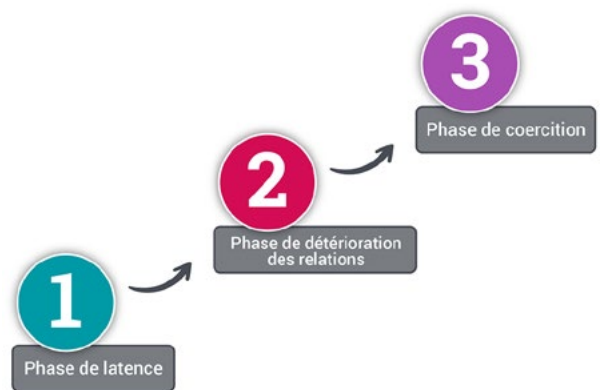 1
Phase de latence
2
Phase de détérioration
des relations
3
Phase de coercition